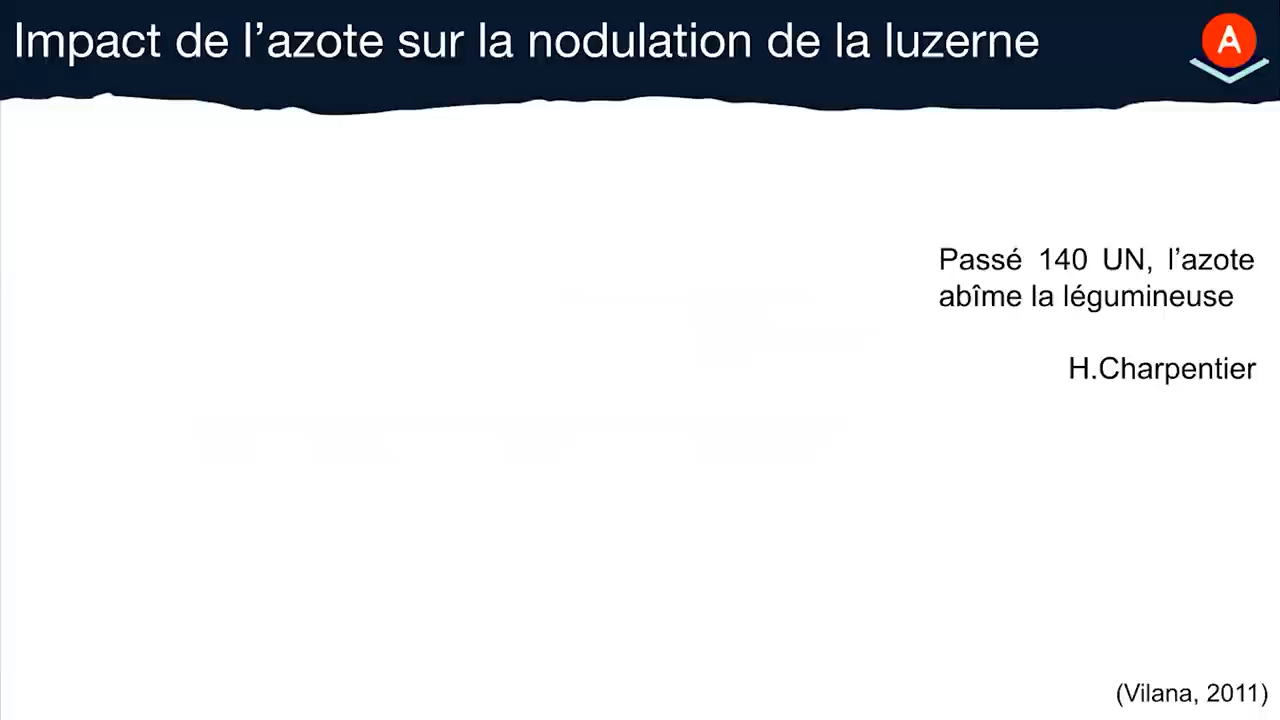 Impact de l’azote sur la nodulation de la luzerne
A
Passé 140 UN, l’azote
abîme la légumineuse
H.Charpentier
(Vilana, 2011)